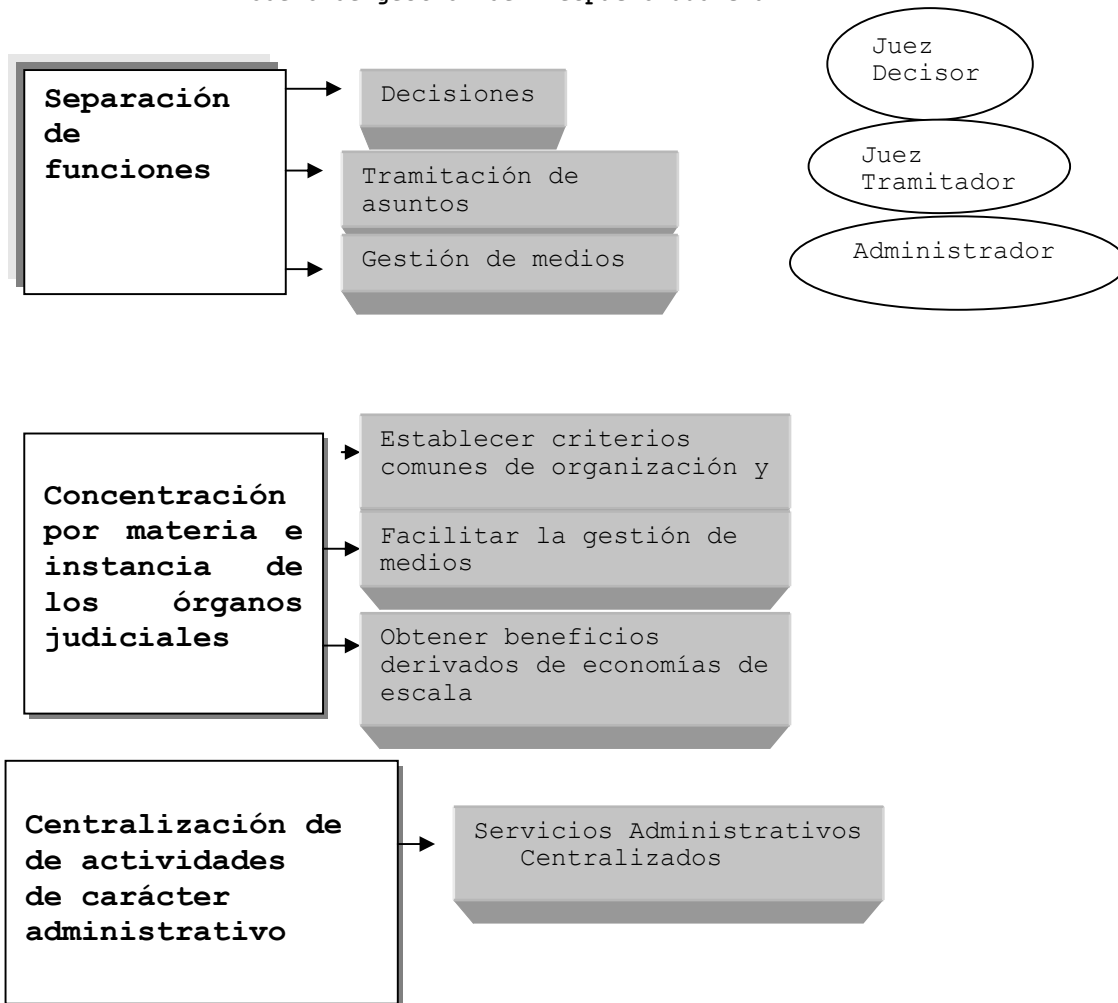 Separación
de
funciones
Decisiones
Tramitación de
asuntos
Gestión de medios
Juez
Decisor
Juez
Tramitador
Administrador
Concentración
por materia e
instancia de
los órganos
judiciales
Establecer criterios
comunes de organización y
Facilitar la gestión de
medios
Obtener beneficios
derivados de economías de
escala
Centralización de
de actividades
de carácter
administrativo
Servicios Administrativos
Centralizados